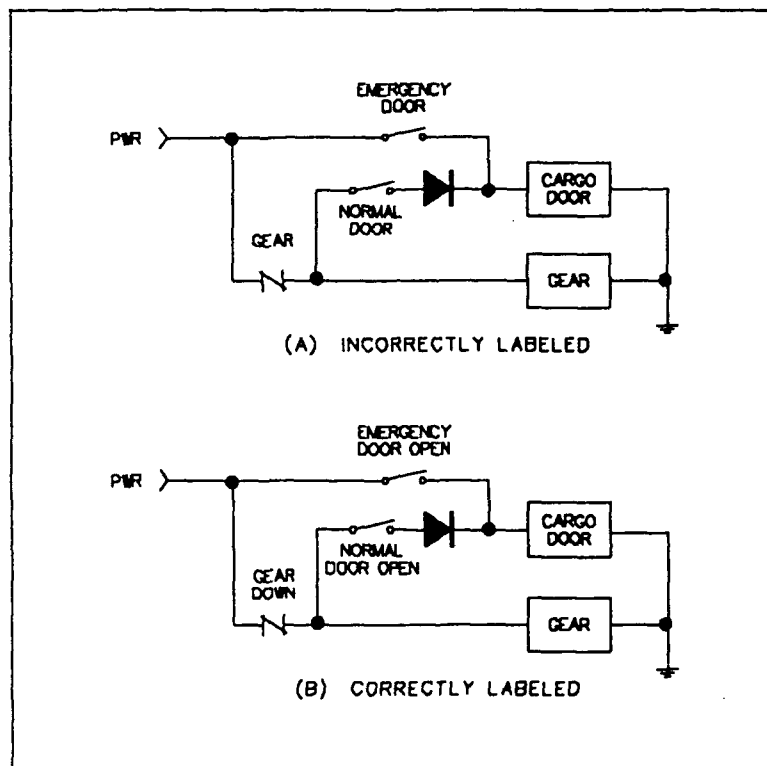 EMERGENCY
DOOR
PWR
CARGO
DOOR
NORMAL
DOOR
GEAR
GEAR
(A) INCORRECTLY LABELED
EMERGENCY
DOOR OPEN
PWR
CARGO
DOOR
NORMAL
DOOR OPEN
GEAR
DOWN
GEAR
(B) CORRECTLY LABELED